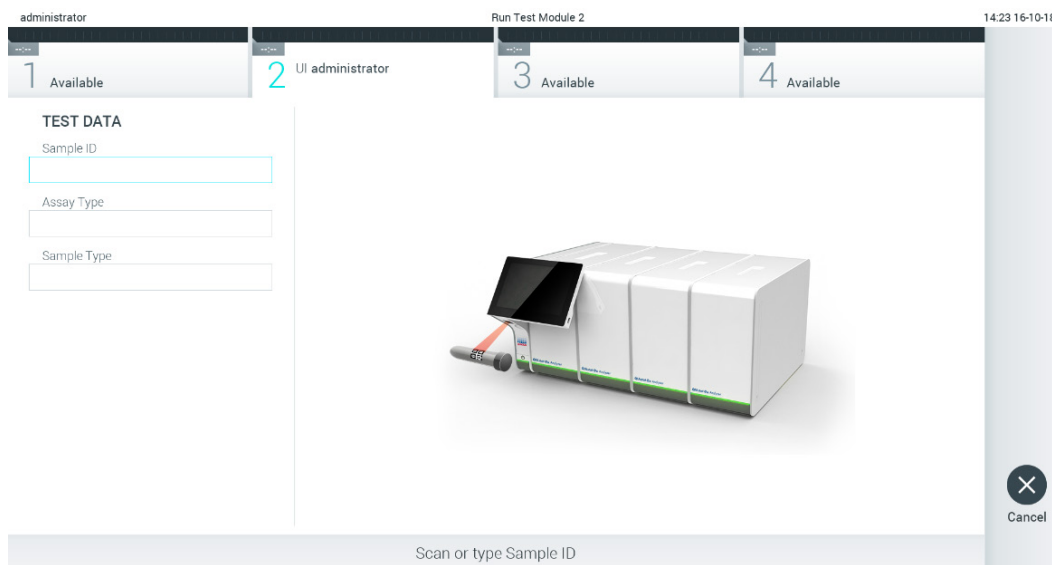 administrator
Run Test Module 2
14:23 16-10-18
--:--
--:--
--:--
--:--
1 Available
2 UI administrator
3 Available
4 Available
TEST DATA
Sample ID
Assay Type
Sample Type
Cancel
Scan or type Sample ID